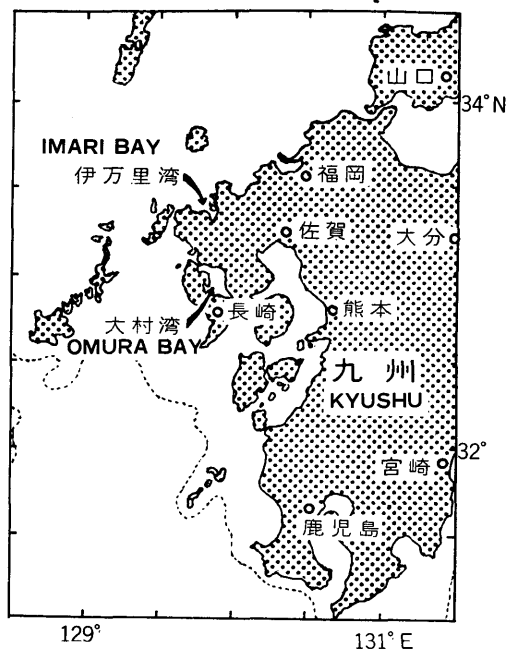 山口
34°N
IMARI BAY
伊万里湾
福岡
佐賀
大分
長崎
熊本
大村湾
OMURA BAY
九州
KYUSHU
32°
宮崎
鹿児島
129°
131°E